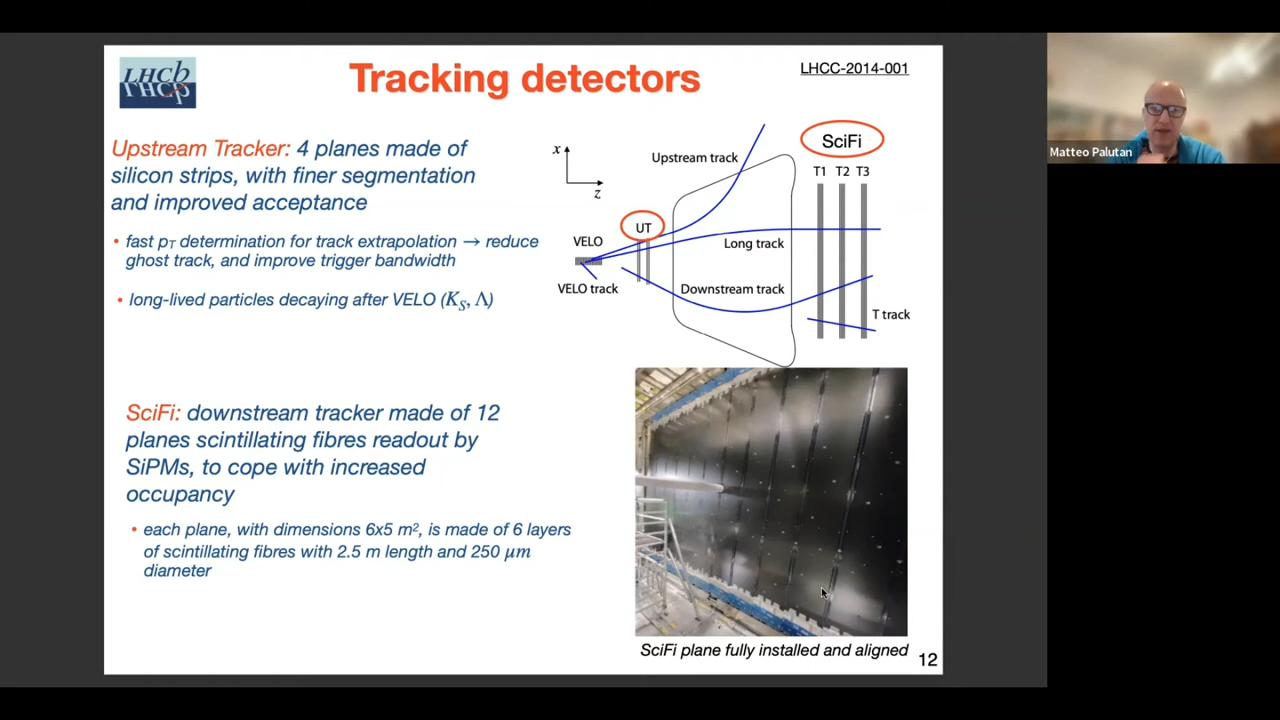 LHCb
LHCp
Tracking detectors
LHCC-2014-001
Upstream Tracker: 4 planes made of
silicon strips, with finer segmentation
and improved acceptance
• fast pT determination for track extrapolation → reduce
ghost track, and improve trigger bandwidth
• long-lived particles decaying after VELO (KS, Λ)
x
z
Upstream track
SciFi
T1 T2 T3
UT
VELO
Long track
VELO track
Downstream track
T track
SciFi: downstream tracker made of 12
planes scintillating fibres readout by
SiPMs, to cope with increased
occupancy
• each plane, with dimensions 6x5 m², is made of 6 layers
of scintillating fibres with 2.5 m length and 250 μm
diameter
SciFi plane fully installed and aligned
12
Matteo Palutan